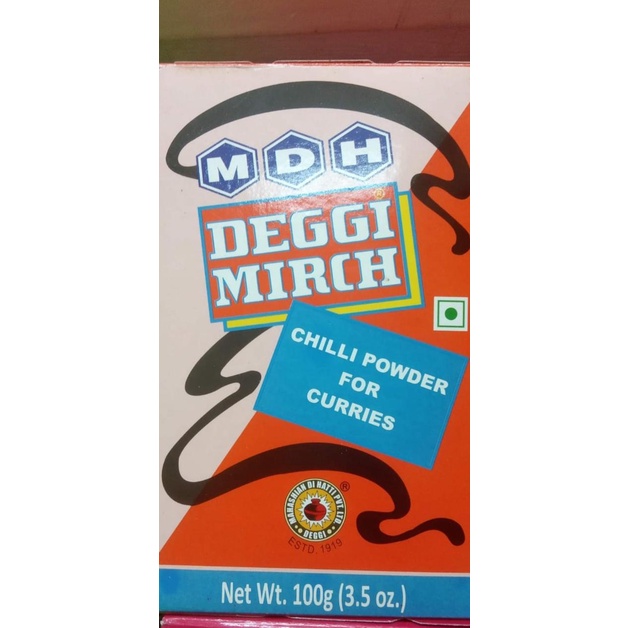 MDH
DEGGI ®
MIRCH
CHILLI POWDER
FOR
CURRIES
MAHASHIAN DI HATTI PVT. LTD ®
DEGGI
ESTD. 1919
Net Wt. 100g (3.5 oz.)